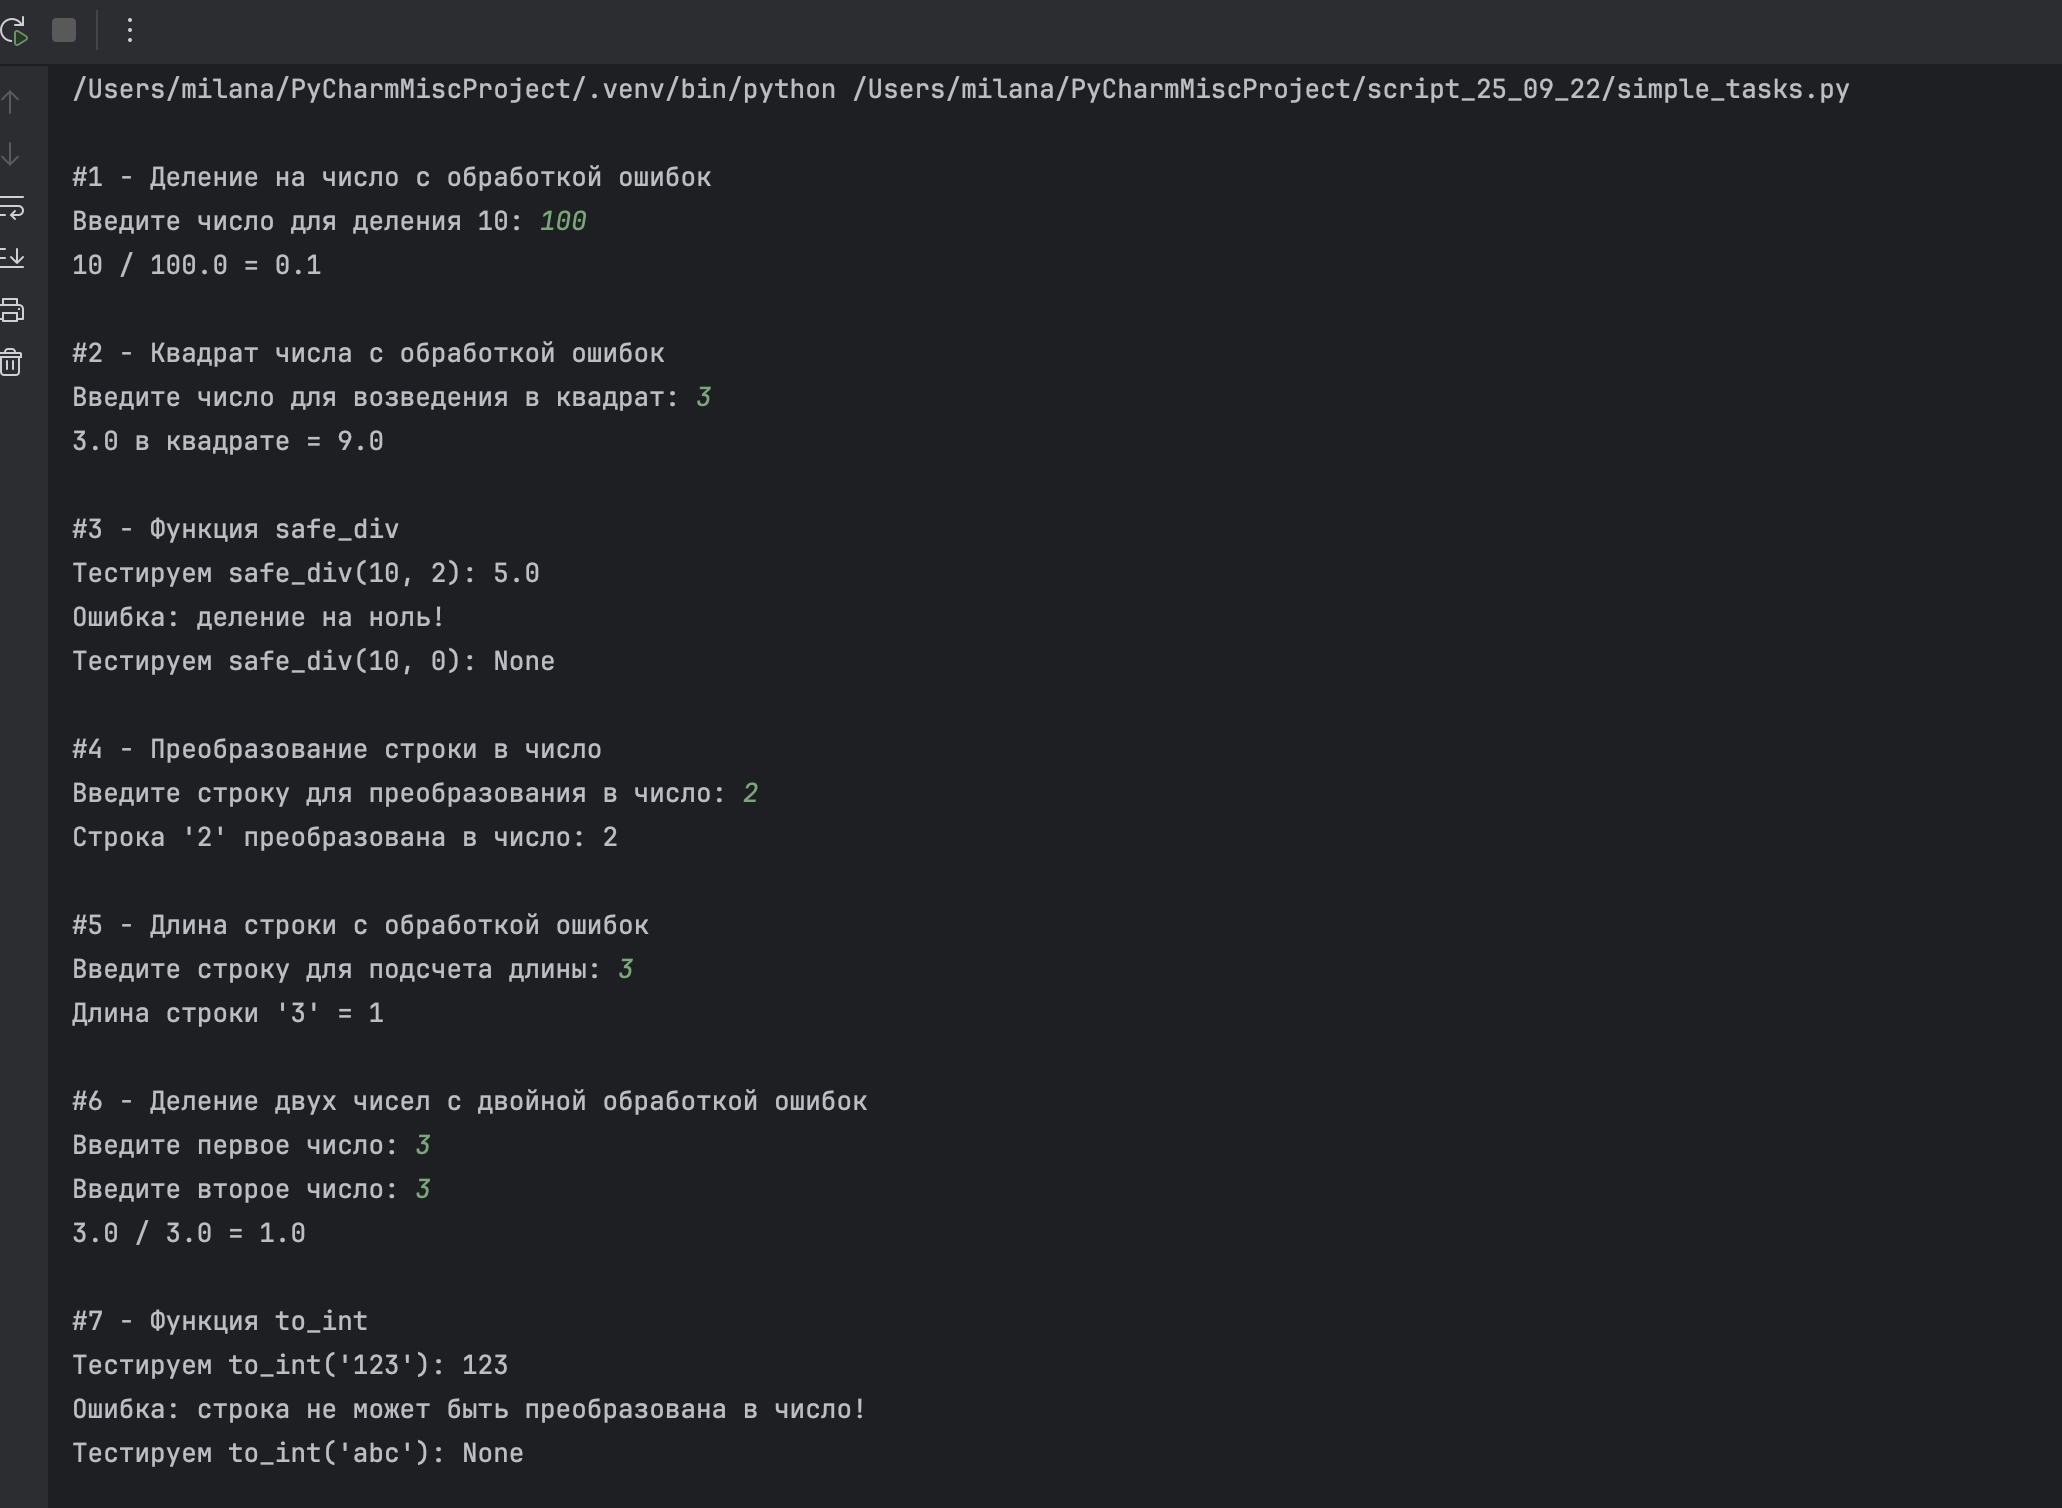 /Users/milana/PyCharmMiscProject/.venv/bin/python /Users/milana/PyCharmMiscProject/script_25_09_22/simple_tasks.py
#1 - Деление на число с обработкой ошибок
Введите число для деления 10: 100
10 / 100.0 = 0.1
#2 - Квадрат числа с обработкой ошибок
Введите число для возведения в квадрат: 3
3.0 в квадрате = 9.0
#3 - Функция safe_div
Тестируем safe_div(10, 2): 5.0
Ошибка: деление на ноль!
Тестируем safe_div(10, 0): None
#4 - Преобразование строки в число
Введите строку для преобразования в число: 2
Строка '2' преобразована в число: 2
#5 - Длина строки с обработкой ошибок
Введите строку для подсчета длины: 3
Длина строки '3' = 1
#6 - Деление двух чисел с двойной обработкой ошибок
Введите первое число: 3
Введите второе число: 3
3.0 / 3.0 = 1.0
#7 - Функция to_int
Тестируем to_int('123'): 123
Ошибка: строка не может быть преобразована в число!
Тестируем to_int('abc'): None